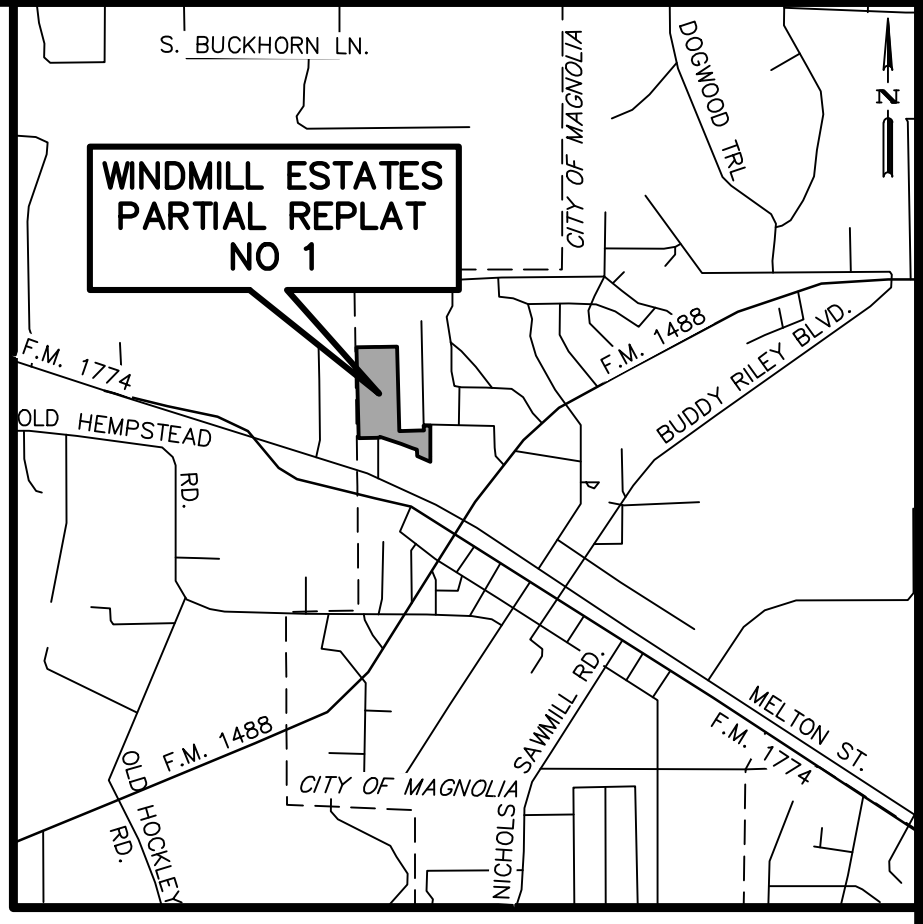 S. BUCKHORN LN.
CITY OF MAGNOLIA
DOGWOOD TRL
N
WINDMILL ESTATES
PARTIAL REPLAT
NO 1
F.M. 1774
F.M. 1488
BUDDY RILEY BLVD.
OLD HEMPSTEAD
RD.
F.M. 1488
OLD HOCKLEY
RD.
CITY OF MAGNOLIA
NICHOLS SAWMILL RD.
MELTON ST.
F.M. 1774